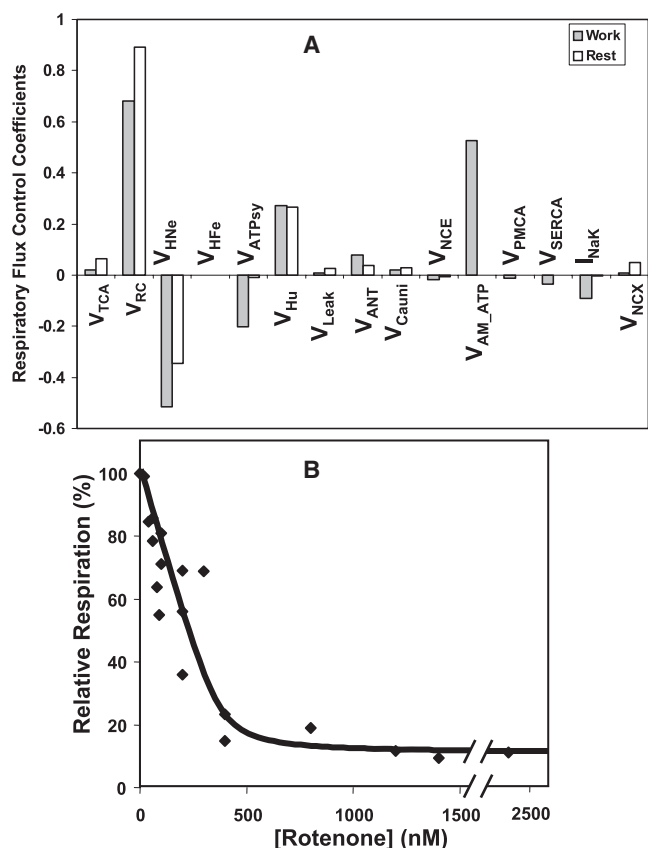 A
Work
Rest
Respiratory Flux Control Coefficients
1
0.8
0.6
0.4
0.2
0
-0.2
-0.4
-0.6
VTCA
VRC
VHNe
VHFe
VATPsy
VHu
VLeak
VANT
VCauni
VNCE
VAM_ATP
VPMCA
VSERCA
INaK
VNCX
B
Relative Respiration (%)
100
80
60
40
20
0
0 500 1000 1500 2500
[Rotenone] (nM)